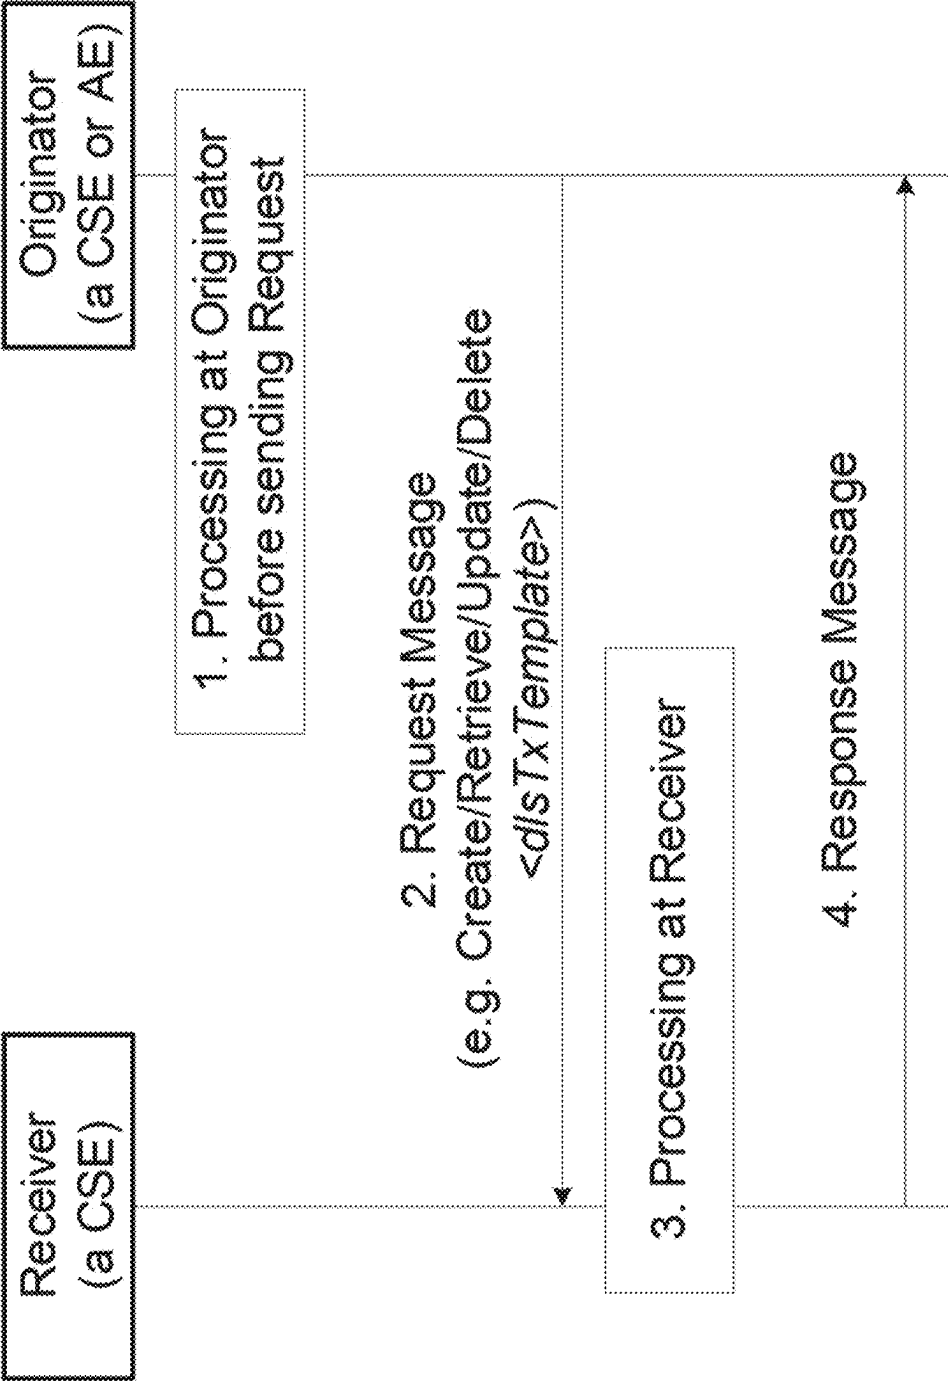 Receiver
(a CSE)
Originator
(a CSE or AE)
1. Processing at Originator
before sending Request
2. Request Message
(e.g. Create/Retrieve/Update/Delete
<dlsTxTemplate>)
3. Processing at Receiver
4. Response Message